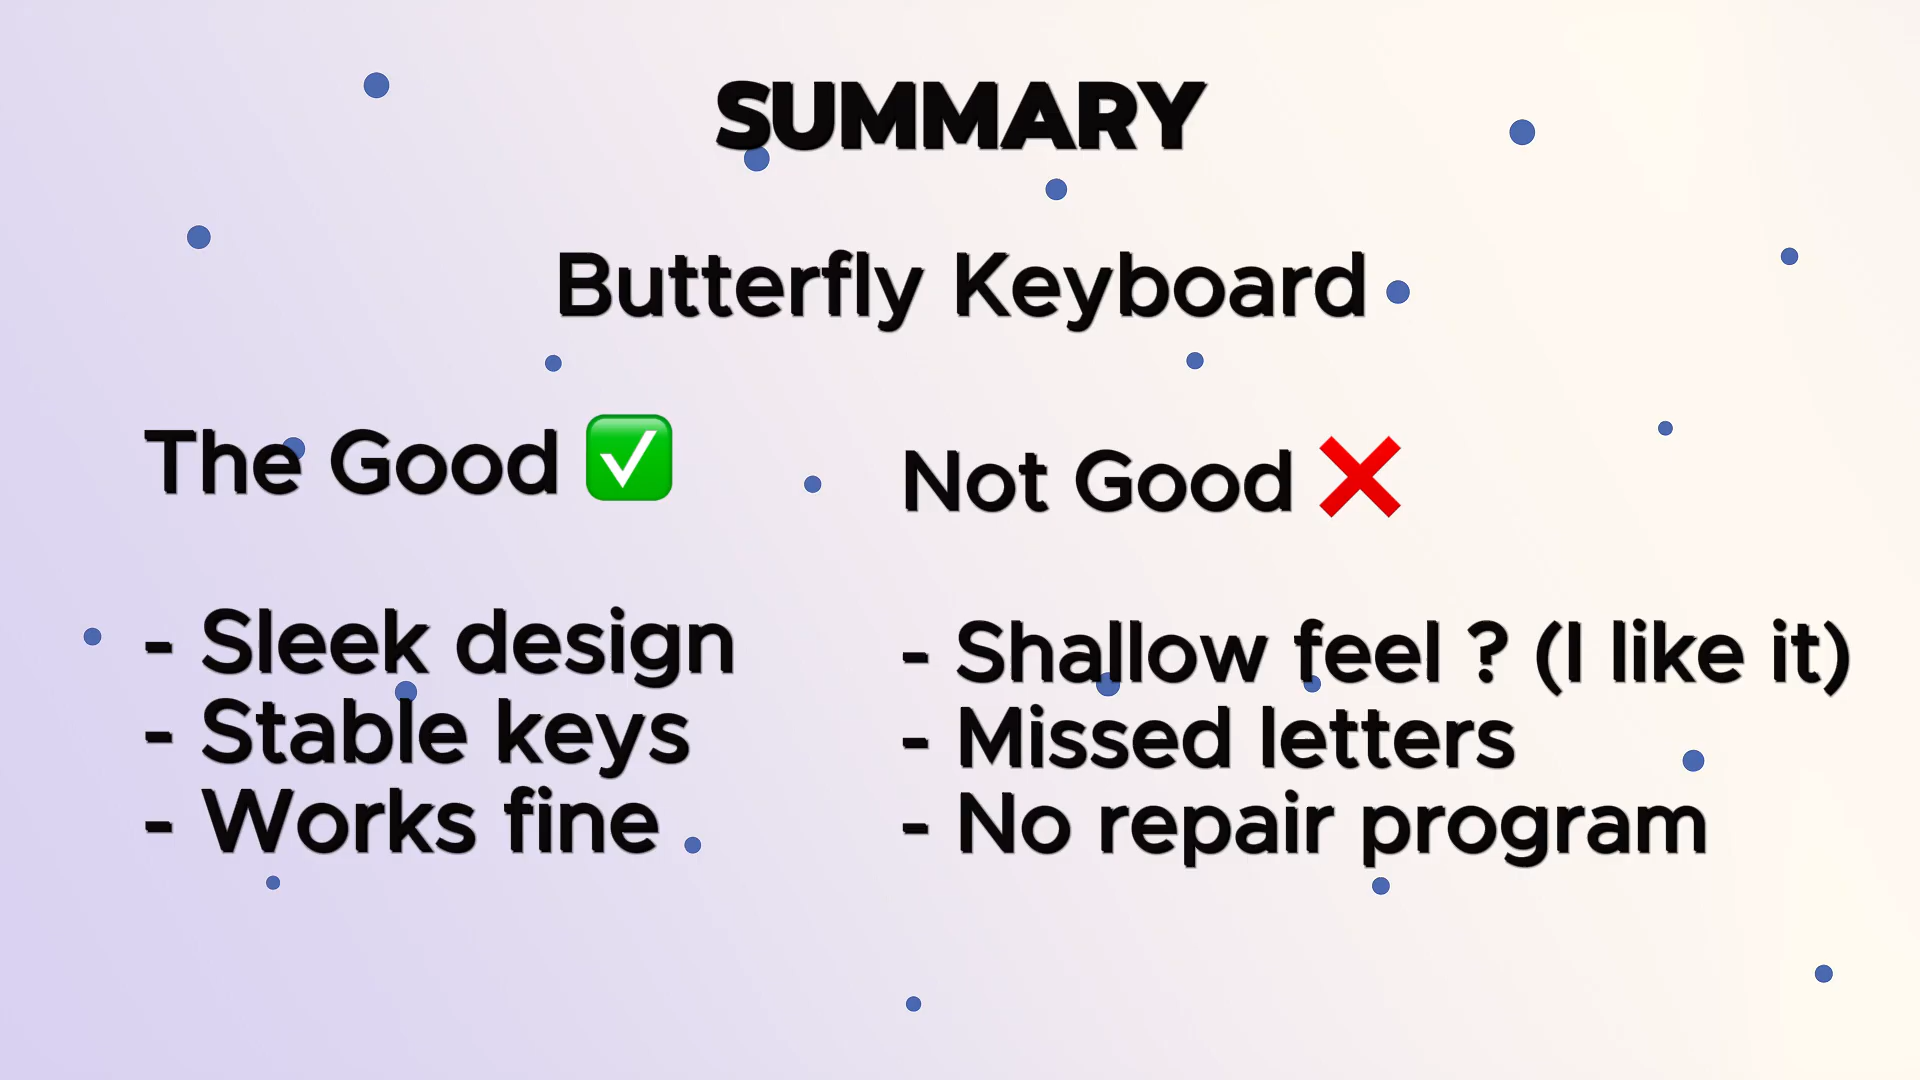 SUMMARY
Butterfly Keyboard
The Good ✅
- Sleek design
- Stable keys
- Works fine
Not Good ❌
- Shallow feel ? (I like it)
- Missed letters
- No repair program